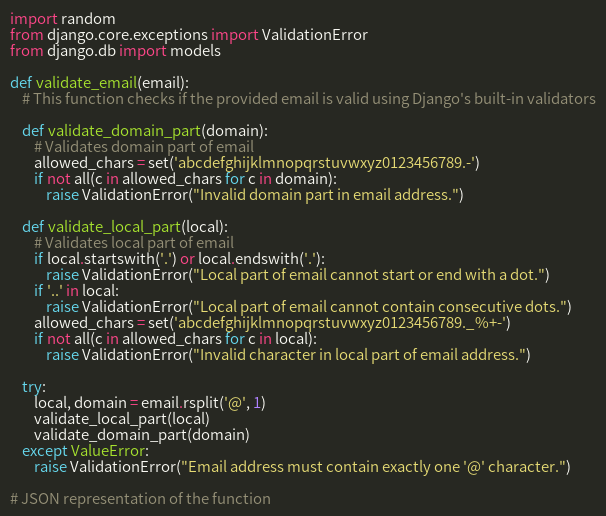 import random
from django.core.exceptions import ValidationError
from django.db import models

def validate_email(email):
    # This function checks if the provided email is valid using Django's built-in validators

    def validate_domain_part(domain):
        # Validates domain part of email
        allowed_chars = set('abcdefghijklmnopqrstuvwxyz0123456789.-')
        if not all(c in allowed_chars for c in domain):
            raise ValidationError("Invalid domain part in email address.")

    def validate_local_part(local):
        # Validates local part of email
        if local.startswith('.') or local.endswith('.'):
            raise ValidationError("Local part of email cannot start or end with a dot.")
        if '..' in local:
            raise ValidationError("Local part of email cannot contain consecutive dots.")
        allowed_chars = set('abcdefghijklmnopqrstuvwxyz0123456789._%+-')
        if not all(c in allowed_chars for c in local):
            raise ValidationError("Invalid character in local part of email address.")

    try:
        local, domain = email.rsplit('@', 1)
        validate_local_part(local)
        validate_domain_part(domain)
    except ValueError:
        raise ValidationError("Email address must contain exactly one '@' character.")

# JSON representation of the function